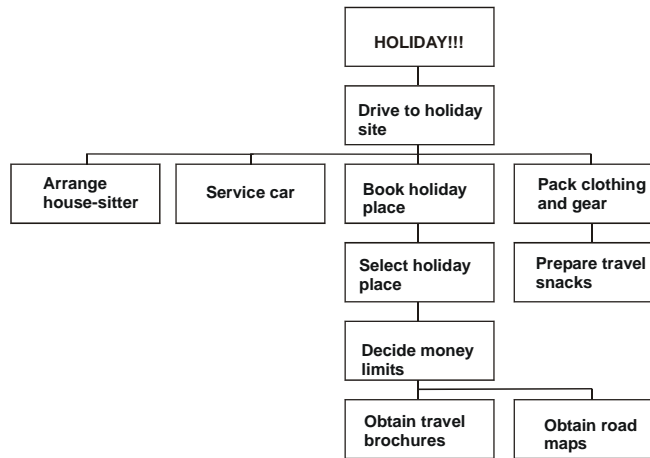 HOLIDAY!!!
Drive to holiday
site
Arrange
house-sitter
Service car
Book holiday
place
Pack clothing
and gear
Select holiday
place
Prepare travel
snacks
Decide money
limits
Obtain travel
brochures
Obtain road
maps